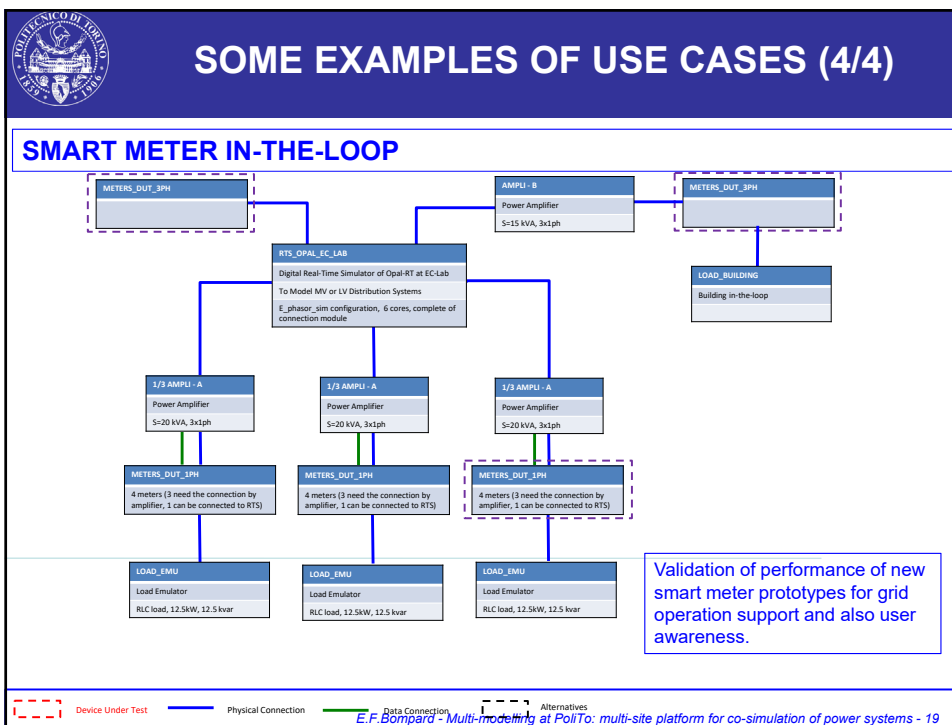 POLITECNICO DI TORINO
1859
1906
SOME EXAMPLES OF USE CASES (4/4)
SMART METER IN-THE-LOOP
METERS_DUT_3PH
AMPLI - B
Power Amplifier
S=15 kVA, 3x1ph
METERS_DUT_3PH
RTS_OPAL_EC_LAB
Digital Real-Time Simulator of Opal-RT at EC-Lab
To Model MV or LV Distribution Systems
E_phasor_sim configuration, 6 cores, complete of
connection module
LOAD_BUILDING
Building in-the-loop
1/3 AMPLI - A
Power Amplifier
S=20 kVA, 3x1ph
1/3 AMPLI - A
Power Amplifier
S=20 kVA, 3x1ph
1/3 AMPLI - A
Power Amplifier
S=20 kVA, 3x1ph
METERS_DUT_1PH
4 meters (3 need the connection by
amplifier, 1 can be connected to RTS)
METERS_DUT_1PH
4 meters (3 need the connection by
amplifier, 1 can be connected to RTS)
METERS_DUT_1PH
4 meters (3 need the connection by
amplifier, 1 can be connected to RTS)
LOAD_EMU
Load Emulator
RLC load, 12.5kW, 12.5 kvar
LOAD_EMU
Load Emulator
RLC load, 12.5kW, 12.5 kvar
LOAD_EMU
Load Emulator
RLC load, 12.5kW, 12.5 kvar
Validation of performance of new
smart meter prototypes for grid
operation support and also user
awareness.
Device Under Test
Physical Connection
Data Connection
Alternatives
E.F.Bompard - Multi-modelling at PoliTo: multi-site platform for co-simulation of power systems - 19